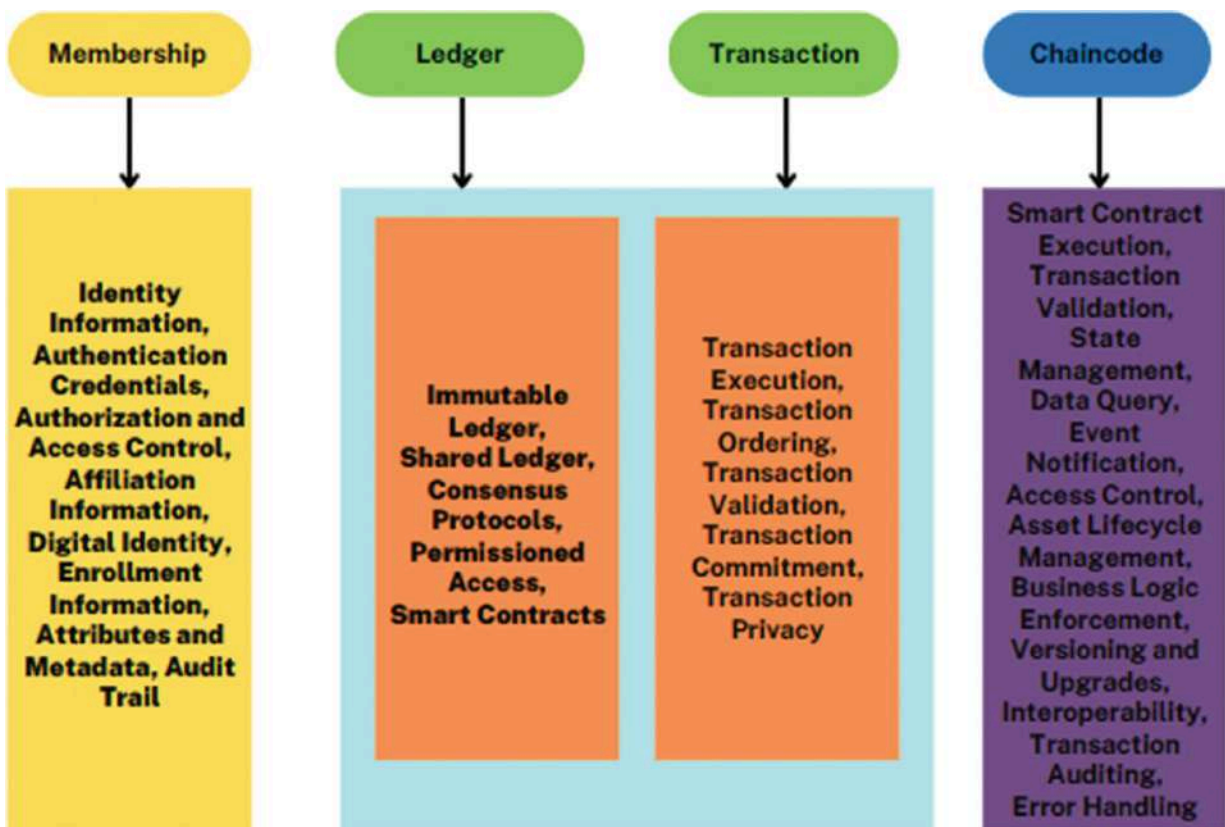 Membership
Ledger
Transaction
Chaincode
Identity
Information,
Authentication
Credentials,
Authorization and
Access Control,
Affiliation
Information,
Digital Identity,
Enrollment
Information,
Attributes and
Metadata, Audit
Trail
Immutable
Ledger,
Shared Ledger,
Consensus
Protocols,
Permissioned
Access,
Smart Contracts
Transaction
Execution,
Transaction
Ordering,
Transaction
Validation,
Transaction
Commitment,
Transaction
Privacy
Smart Contract
Execution,
Transaction
Validation,
State
Management,
Data Query,
Event
Notification,
Access Control,
Asset Lifecycle
Management,
Business Logic
Enforcement,
Versioning and
Upgrades,
Interoperability,
Transaction
Auditing,
Error Handling